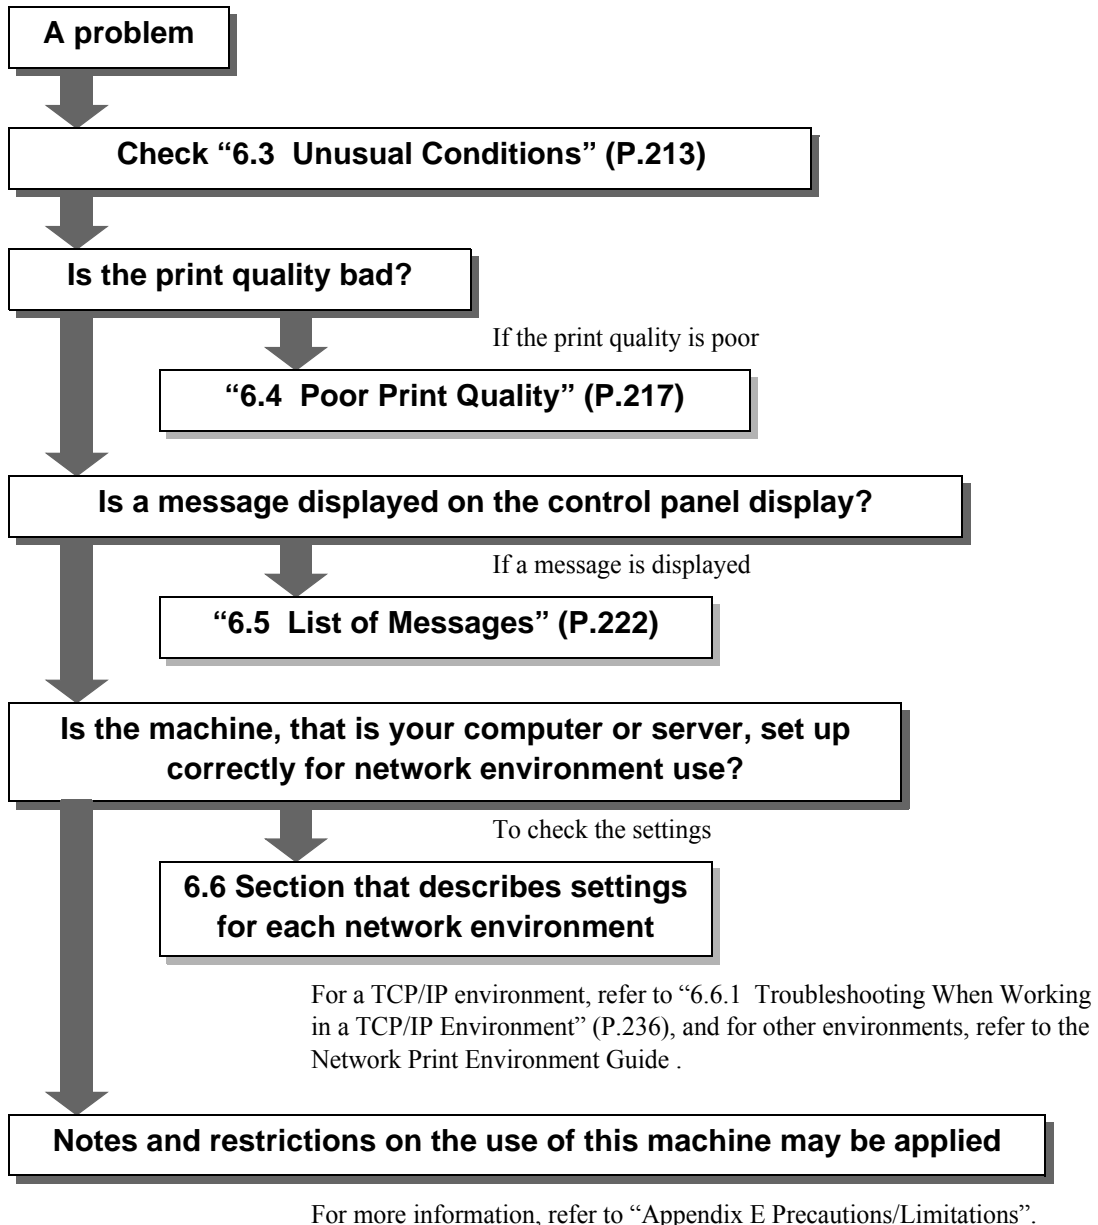 A problem
Check “6.3  Unusual Conditions” (P.213)
Is the print quality bad?
If the print quality is poor
“6.4  Poor Print Quality” (P.217)
Is a message displayed on the control panel display?
If a message is displayed
“6.5  List of Messages” (P.222)
Is the machine, that is your computer or server, set up
correctly for network environment use?
To check the settings
6.6 Section that describes settings
for each network environment
For a TCP/IP environment, refer to “6.6.1  Troubleshooting When Working
in a TCP/IP Environment” (P.236), and for other environments, refer to the
Network Print Environment Guide .
Notes and restrictions on the use of this machine may be applied
For more information, refer to “Appendix E Precautions/Limitations”.